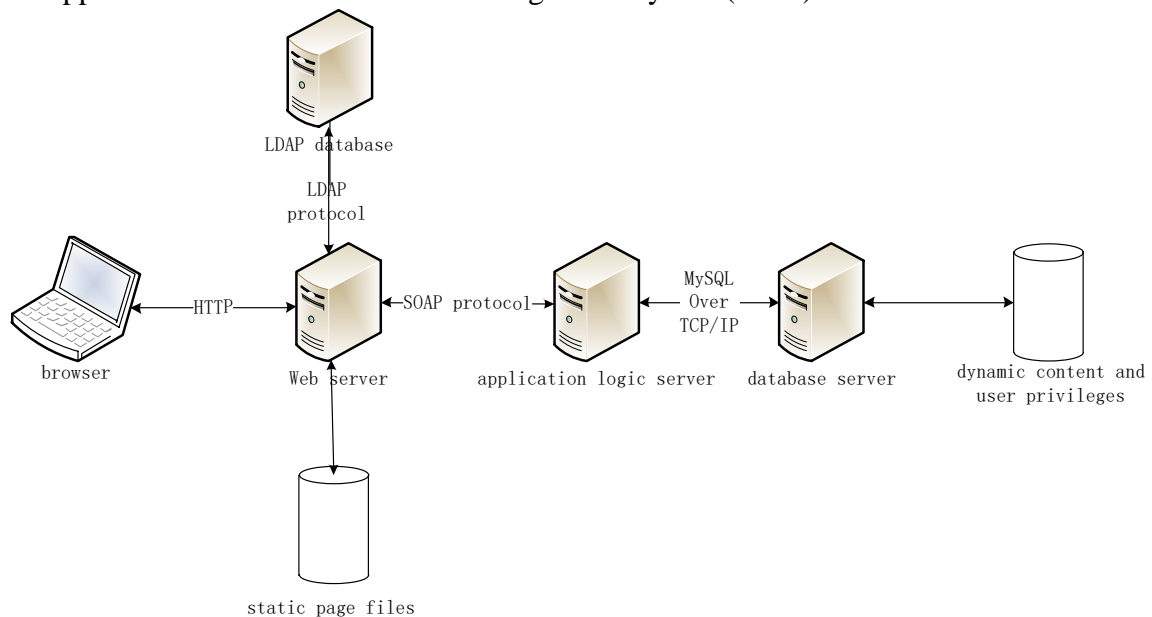 LDAP database
LDAP
protocol
HTTP
SOAP protocol
MySQL
Over
TCP/IP
browser
Web server
application logic server
database server
dynamic content and
user privileges
static page files